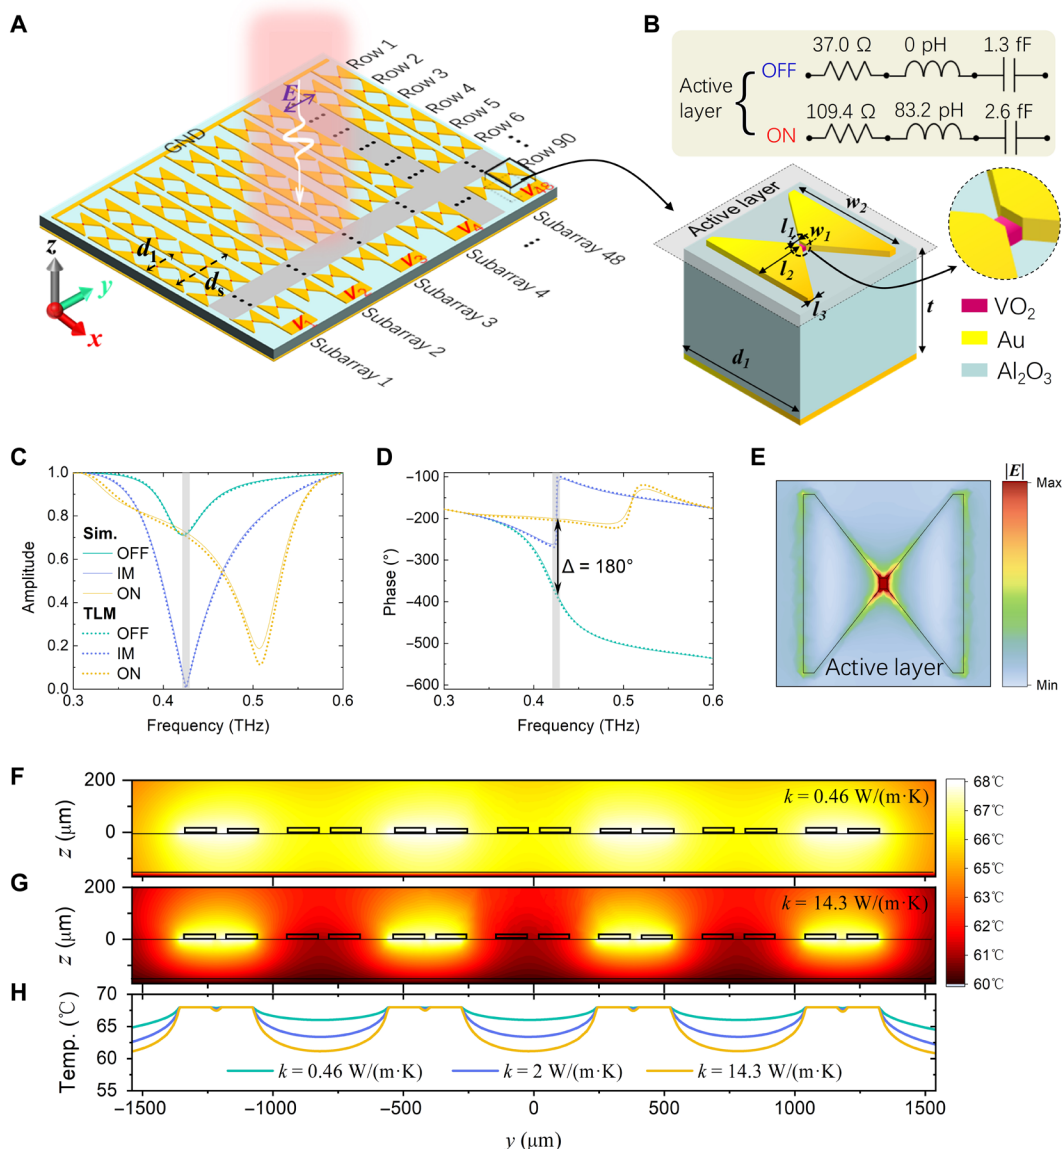 A
E
GND
Row 1
Row 2
Row 3
Row 4
Row 5
Row 6
Row 90
V₁
V₂
V₃
V₄
V₄₈
Subarray 1
Subarray 2
Subarray 3
Subarray 4
Subarray 48
d₁
dₛ
z
y
x
B
Active layer
OFF
37.0 Ω
0 pH
1.3 fF
ON
109.4 Ω
83.2 pH
2.6 fF
Active layer
w₂
l₁
w₁
l₂
l₃
d₁
t
VO₂
Au
Al₂O₃
C
Amplitude
1.0
0.8
0.6
0.4
0.2
0.0
Sim.
OFF
IM
ON
TLM
OFF
IM
ON
0.3
0.4
0.5
0.6
Frequency (THz)
D
Phase (°)
−100
−200
−300
−400
−500
−600
Δ = 180°
0.3
0.4
0.5
0.6
Frequency (THz)
E
|E|
Max
Min
Active layer
F
z (μm)
200
0
k = 0.46 W/(m·K)
G
z (μm)
200
0
k = 14.3 W/(m·K)
68℃
67℃
66℃
65℃
64℃
63℃
62℃
61℃
60℃
H
Temp. (℃)
70
65
60
55
k = 0.46 W/(m·K)
k = 2 W/(m·K)
k = 14.3 W/(m·K)
−1500
−1000
−500
0
500
1000
1500
y (μm)